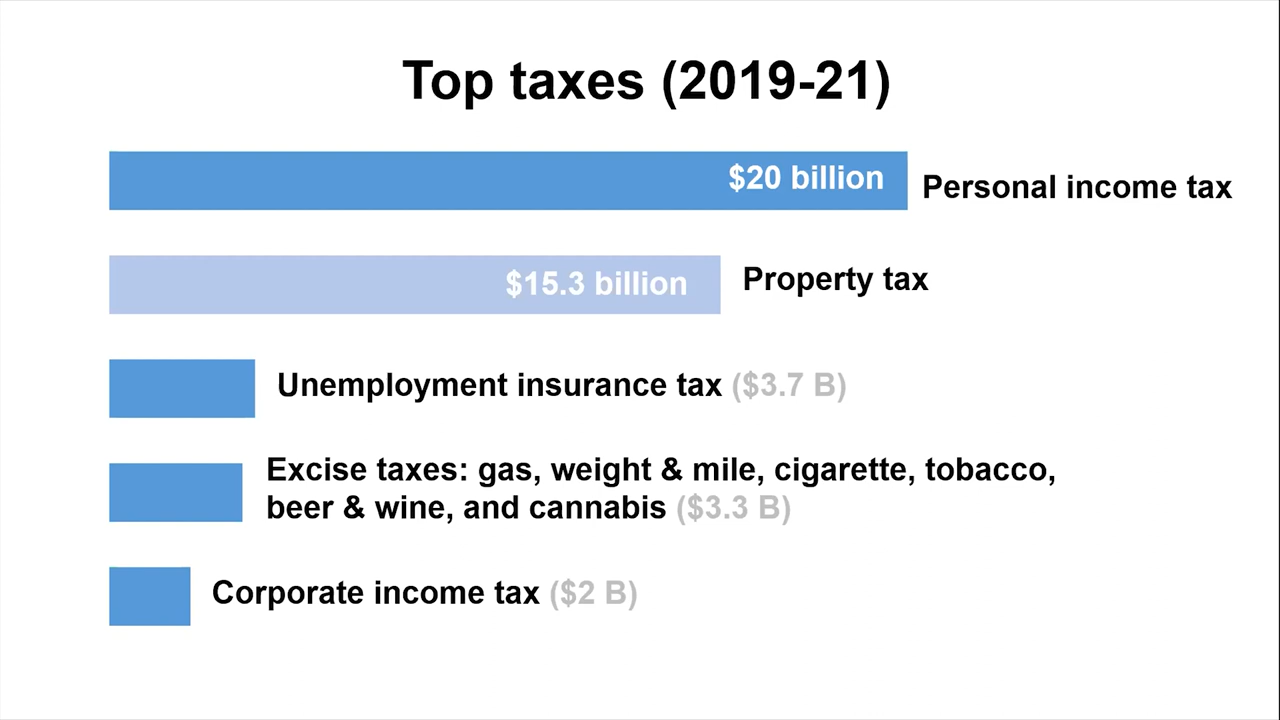 Top taxes (2019-21)
$20 billion
Personal income tax
$15.3 billion
Property tax
Unemployment insurance tax ($3.7 B)
Excise taxes: gas, weight & mile, cigarette, tobacco,
beer & wine, and cannabis ($3.3 B)
Corporate income tax ($2 B)